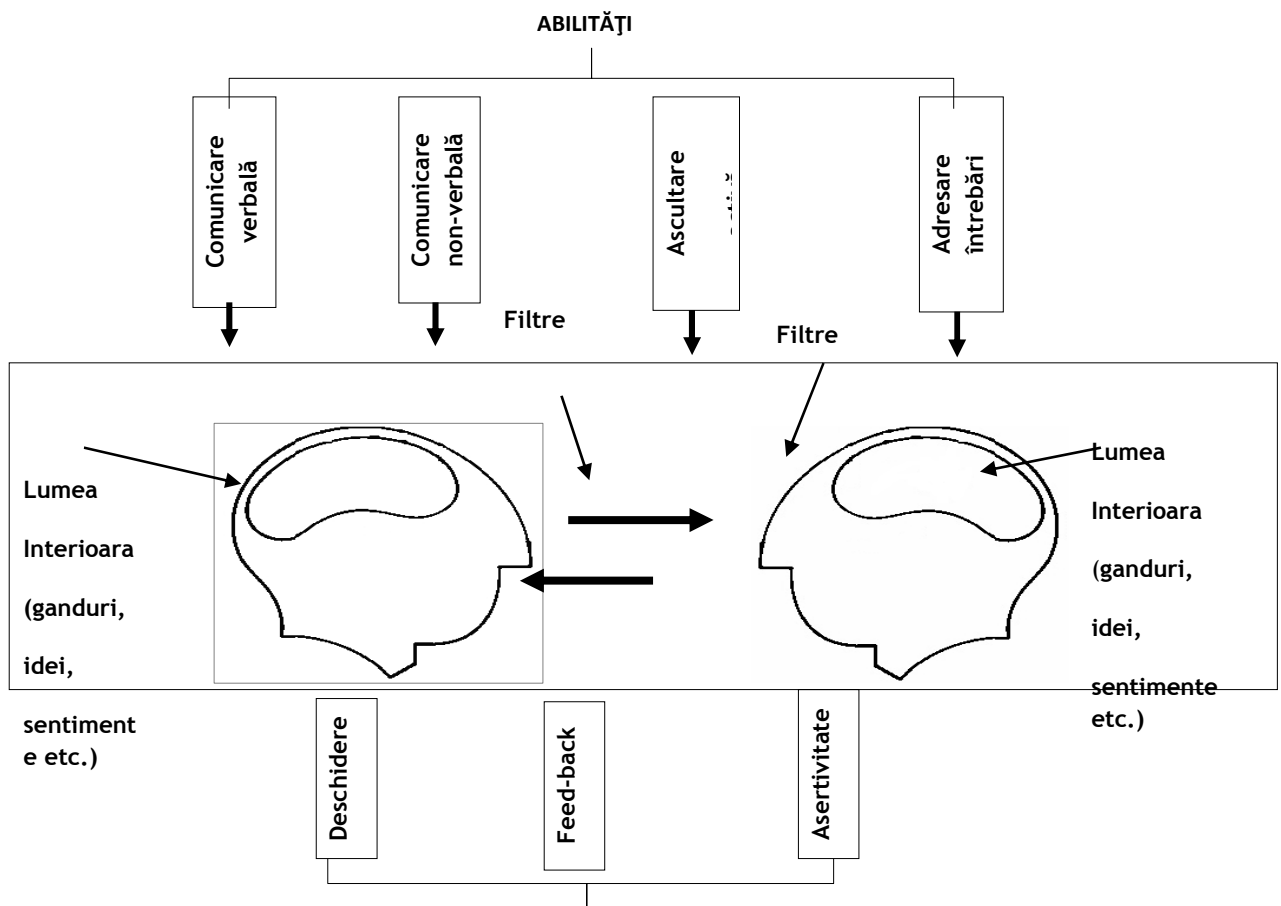 ABILITĂŢI
Comunicare
verbală
Comunicare
non-verbală
Ascultare
Adresare
întrebări
Filtre
Filtre
Lumea
Interioara
(ganduri,
idei,
sentiment
e etc.)
Lumea
Interioara
(ganduri,
idei,
sentimente
etc.)
Deschidere
Feed-back
Asertivitate